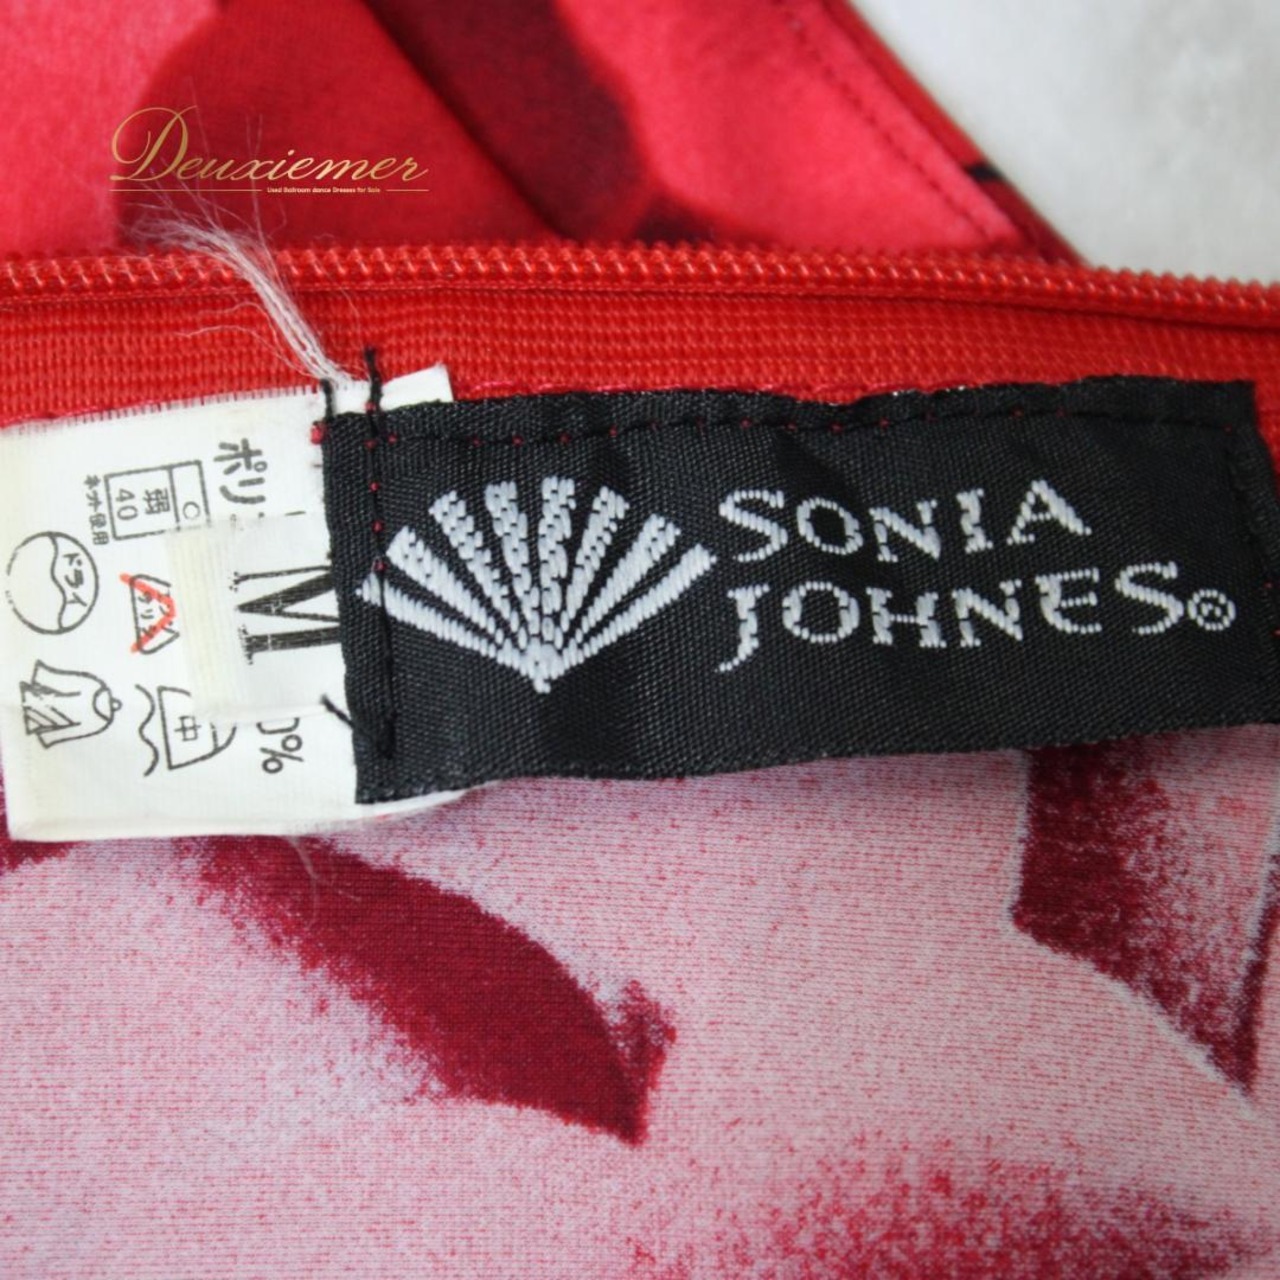 Deuxiemer
Used Ballroom dance Dresses for Sale
SONIA
JOHNES®
M
ポリ
0%
弱
40
C
ネット使用
ドライ
中